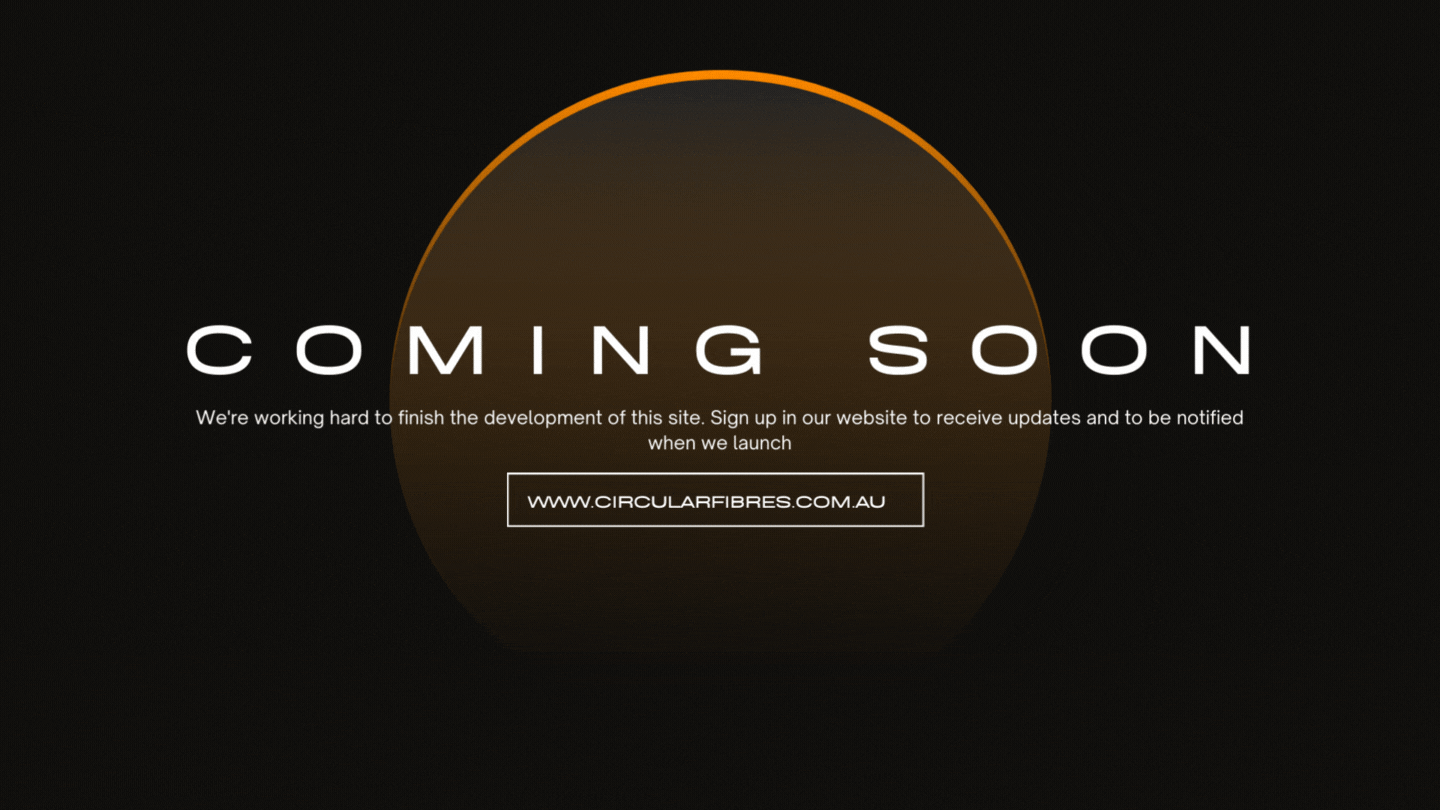 COMING SOON
We're working hard to finish the development of this site. Sign up in our website to receive updates and to be notified
when we launch
WWW.CIRCULARFIBRES.COM.AU